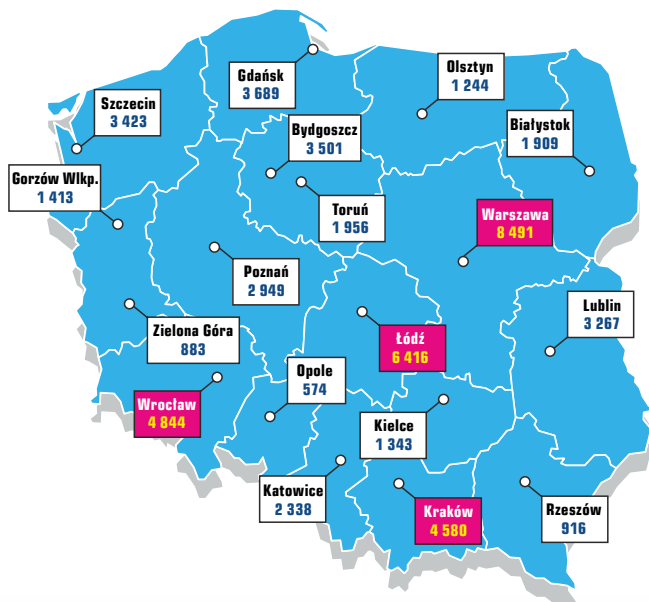 Gdańsk
3 689
Olsztyn
1 244
Szczecin
3 423
Bydgoszcz
3 501
Białystok
1 909
Gorzów Wlkp.
1 413
Toruń
1 956
Warszawa
8 491
Poznań
2 949
Lublin
3 267
Zielona Góra
883
Łódź
6 416
Opole
574
Wrocław
4 844
Kielce
1 343
Katowice
2 338
Kraków
4 580
Rzeszów
916